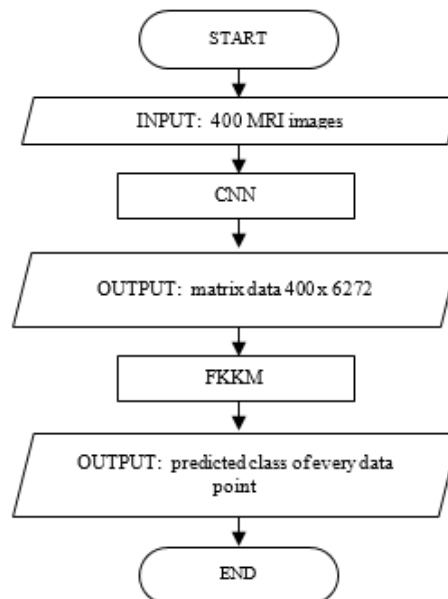 START
INPUT: 400 MRI images
CNN
OUTPUT: matrix data 400 x 6272
FKKM
OUTPUT: predicted class of every data
point
END